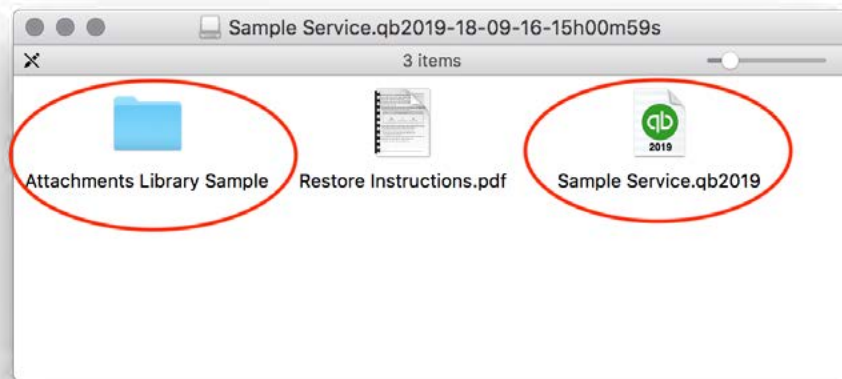 Sample Service.qb2019-18-09-16-15h00m59s
3 items
qb
2019
Attachments Library Sample
Restore Instructions.pdf
Sample Service.qb2019